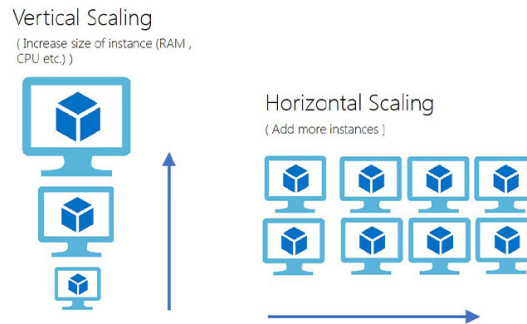 Vertical Scaling
( Increase size of instance (RAM ,
CPU etc.) )
Horizontal Scaling
( Add more instances )